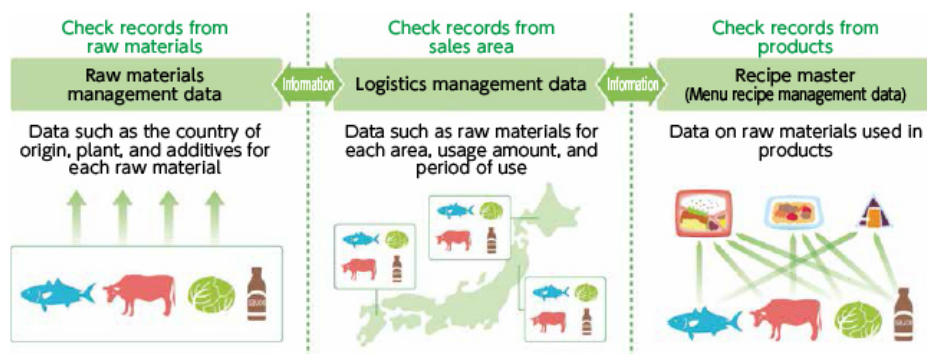 Check records from
raw materials
Raw materials
management data
Data such as the country of
origin, plant, and additives for
each raw material
Information
Check records from
sales area
Logistics management data
Data such as raw materials for
each area, usage amount, and
period of use
Information
Check records from
products
Recipe master
(Menu recipe management data)
Data on raw materials used in
products